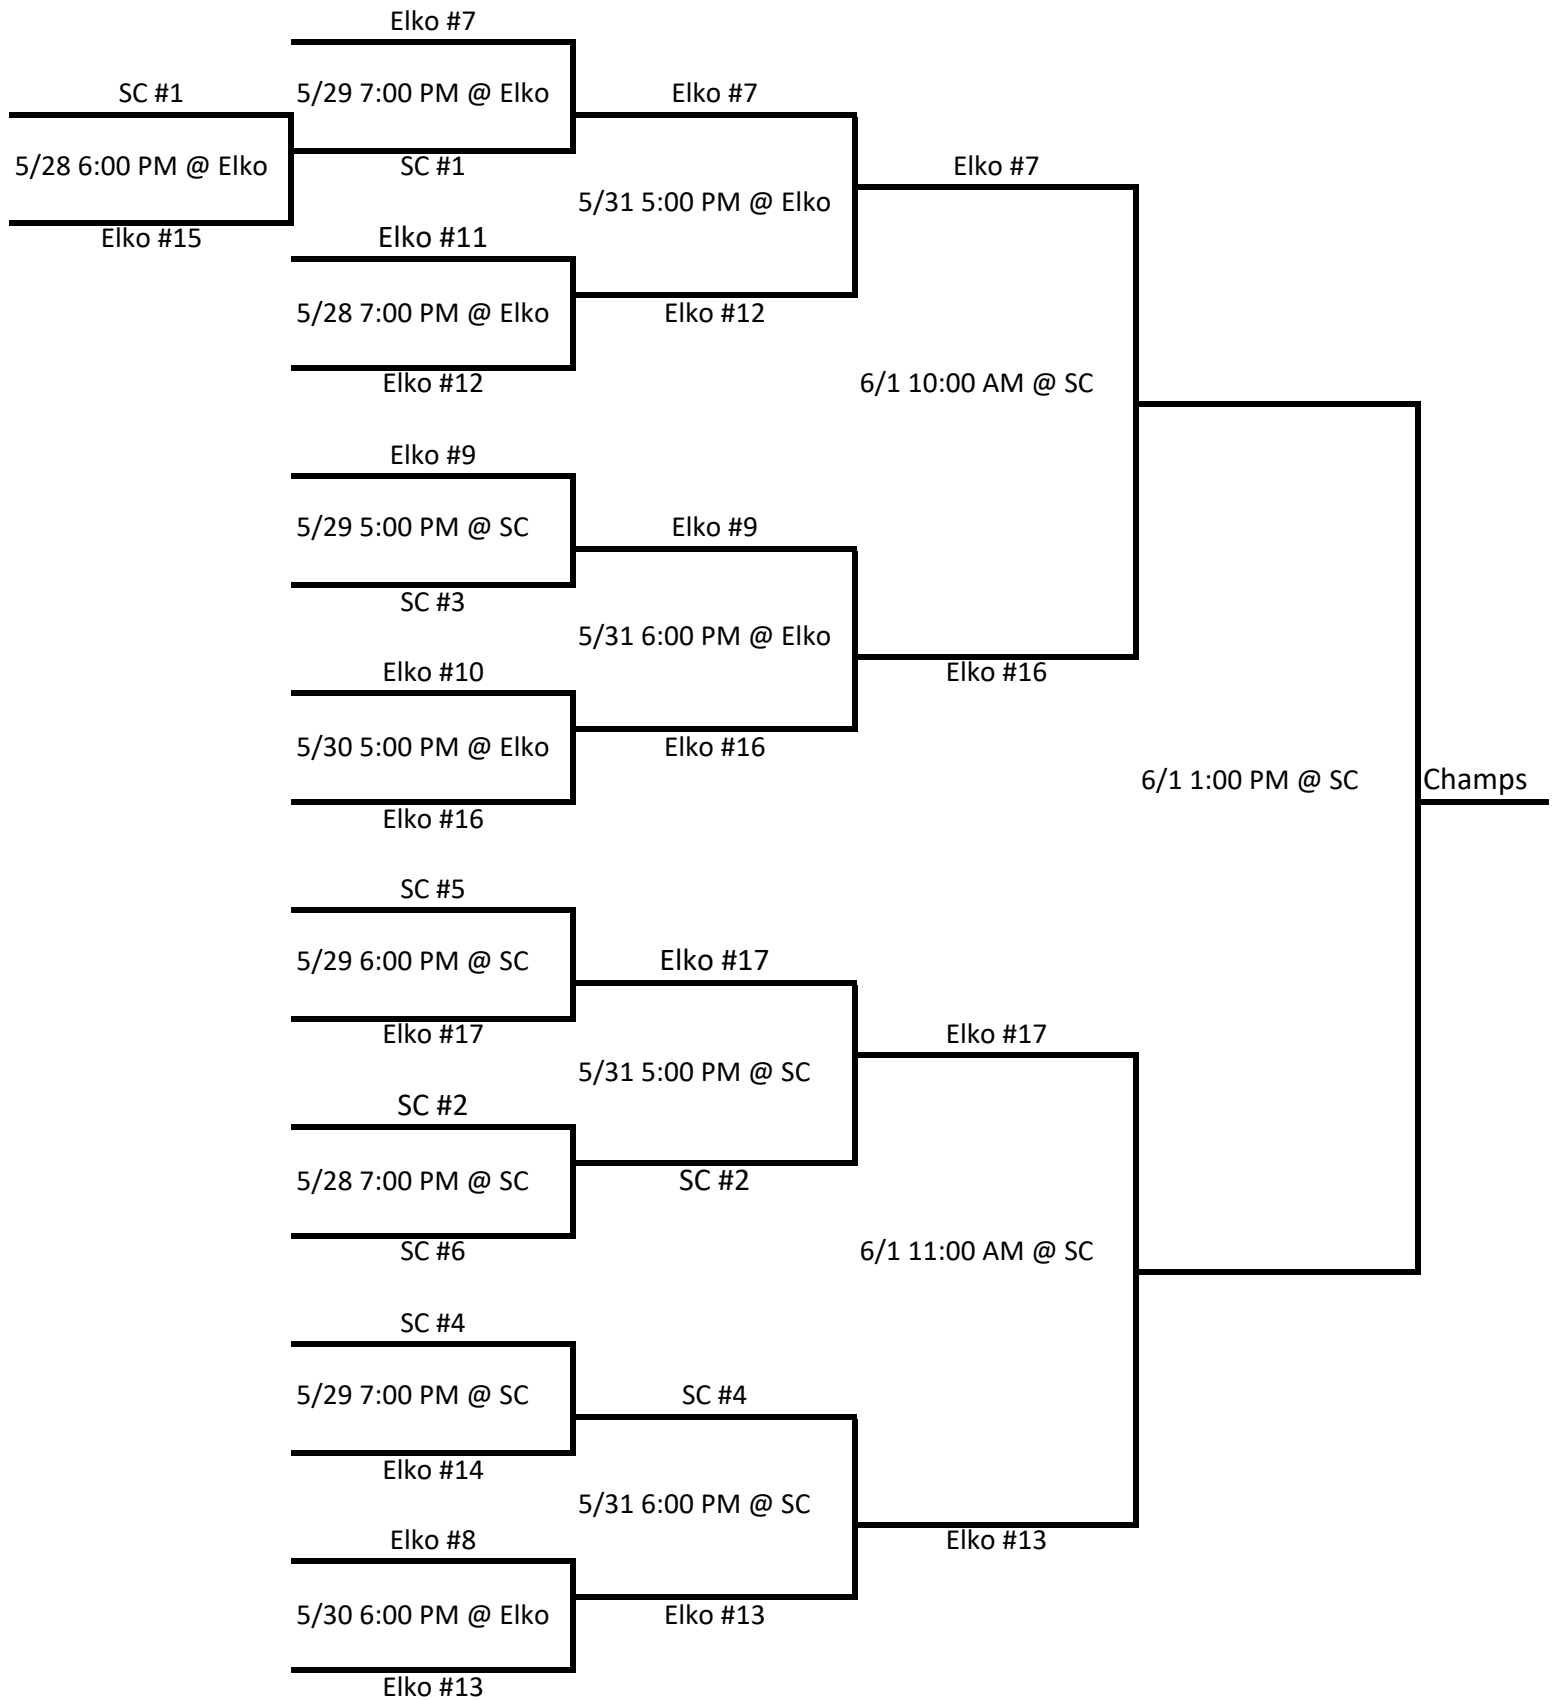 Elko #7
5/29 7:00 PM @ Elko
SC #1
Elko #7
5/28 6:00 PM @ Elko
SC #1
Elko #7
5/31 5:00 PM @ Elko
Elko #15
Elko #11
5/28 7:00 PM @ Elko
Elko #12
Elko #12
6/1 10:00 AM @ SC
Elko #9
5/29 5:00 PM @ SC
Elko #9
SC #3
5/31 6:00 PM @ Elko
Elko #10
Elko #16
5/30 5:00 PM @ Elko
Elko #16
6/1 1:00 PM @ SC
Champs
Elko #16
SC #5
5/29 6:00 PM @ SC
Elko #17
Elko #17
Elko #17
5/31 5:00 PM @ SC
SC #2
5/28 7:00 PM @ SC
SC #2
SC #6
6/1 11:00 AM @ SC
SC #4
5/29 7:00 PM @ SC
SC #4
Elko #14
5/31 6:00 PM @ SC
Elko #8
Elko #13
5/30 6:00 PM @ Elko
Elko #13
Elko #13